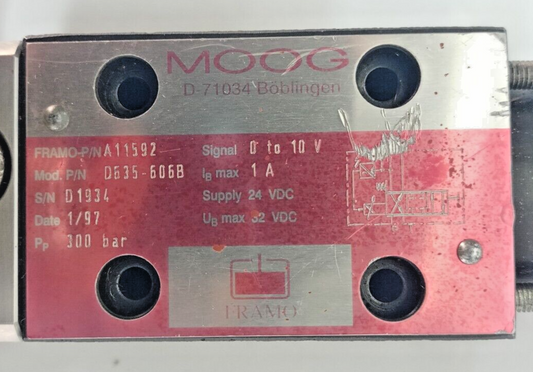 MOOG
D-71034 Böblingen
FRAMO-P/N A11592
Mod. P/N D635-606B
S/N D1934
Date 1/97
Pp 300 bar
Signal 0 to 10 V
IB max 1 A
Supply 24 VDC
UB max 32 VDC
FRAMO